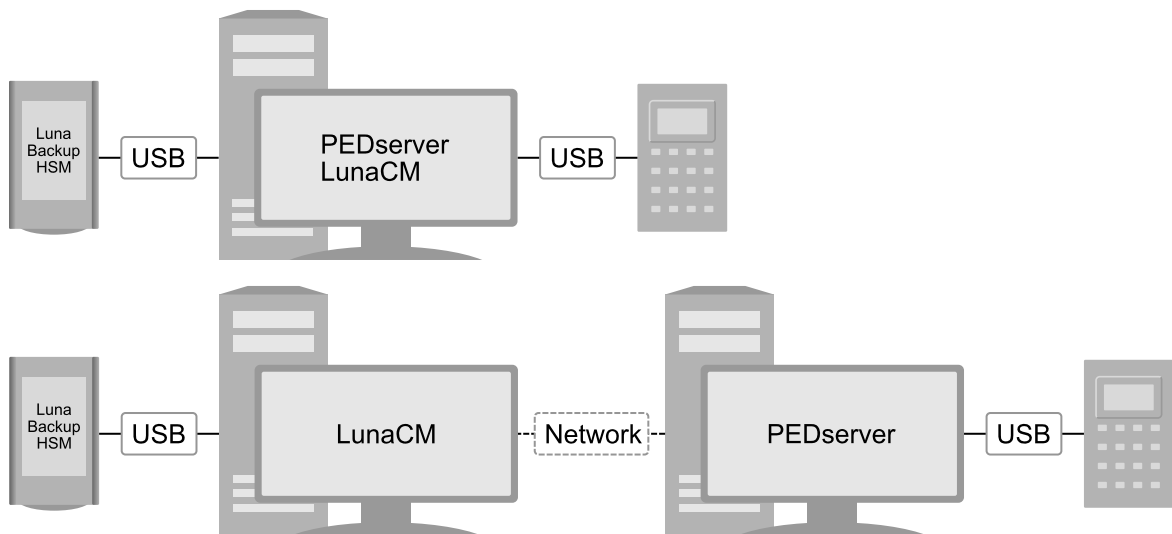 Luna
Backup
HSM
USB
PEDserver
LunaCM
USB
Luna
Backup
HSM
USB
LunaCM
Network
PEDserver
USB